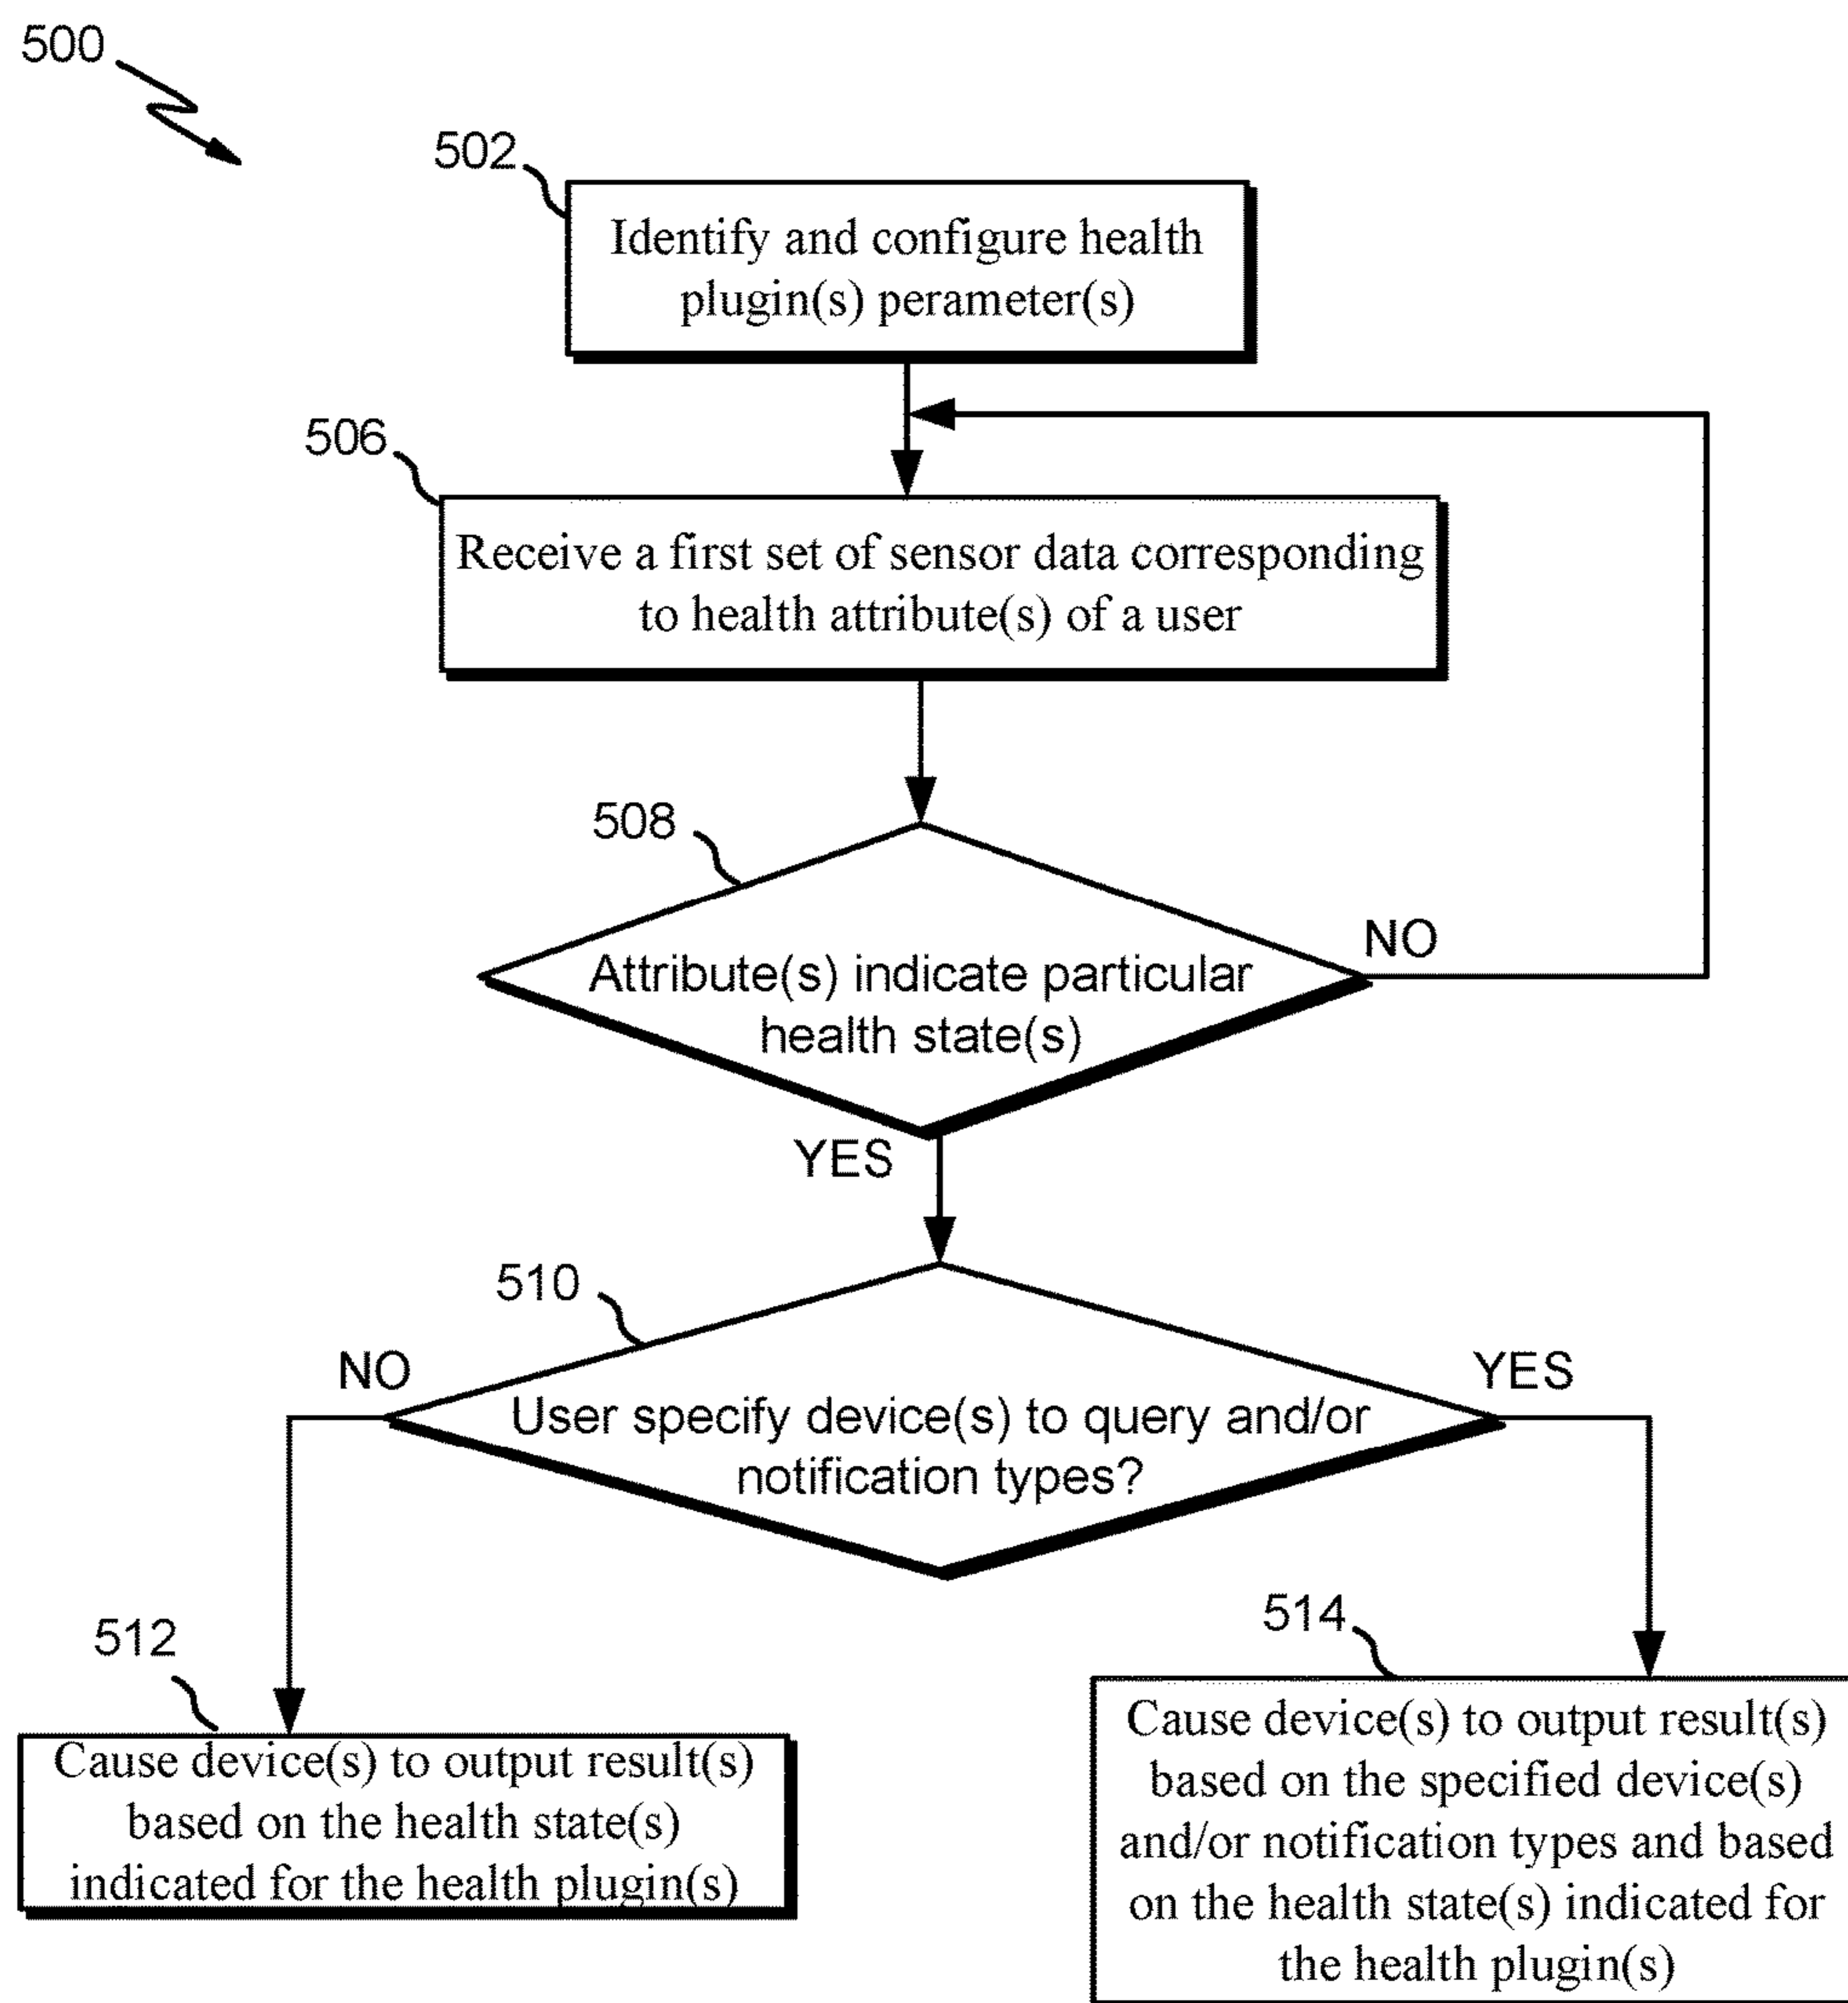 500
502
Identify and configure health
plugin(s) perameter(s)
506
Receive a first set of sensor data corresponding
to health attribute(s) of a user
508
Attribute(s) indicate particular
health state(s)
NO
YES
510
User specify device(s) to query and/or
notification types?
NO
YES
512
Cause device(s) to output result(s)
based on the health state(s)
indicated for the health plugin(s)
514
Cause device(s) to output result(s)
based on the specified device(s)
and/or notification types and based
on the health state(s) indicated for
the health plugin(s)